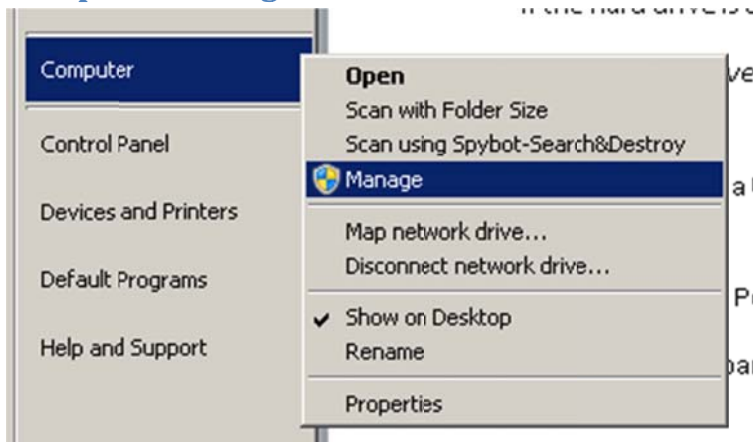 Computer
Control Panel
Devices and Printers
Default Programs
Help and Support
Open
Scan with Folder Size
Scan using Spybot-Search&Destroy
Manage
Map network drive...
Disconnect network drive...
Show on Desktop
Rename
Properties